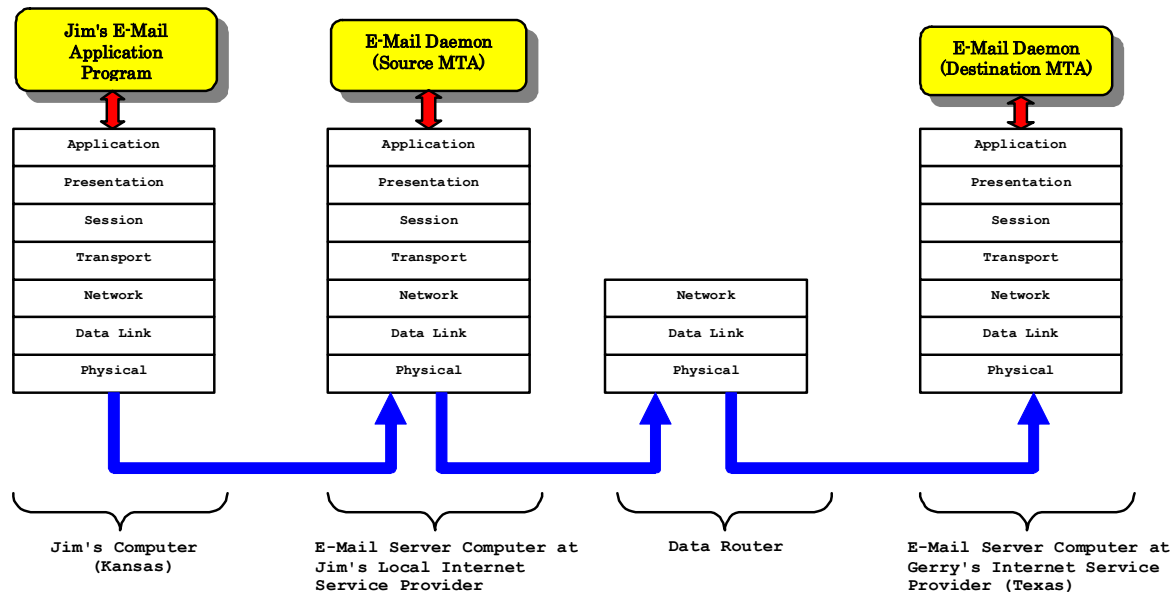 Jim's E-Mail
Application
Program
E-Mail Daemon
(Source MTA)
E-Mail Daemon
(Destination MTA)
Application
Presentation
Session
Transport
Network
Data Link
Physical
Application
Presentation
Session
Transport
Network
Data Link
Physical
Network
Data Link
Physical
Application
Presentation
Session
Transport
Network
Data Link
Physical
Jim's Computer
(Kansas)
E-Mail Server Computer at
Jim's Local Internet
Service Provider
Data Router
E-Mail Server Computer at
Gerry's Internet Service
Provider (Texas)